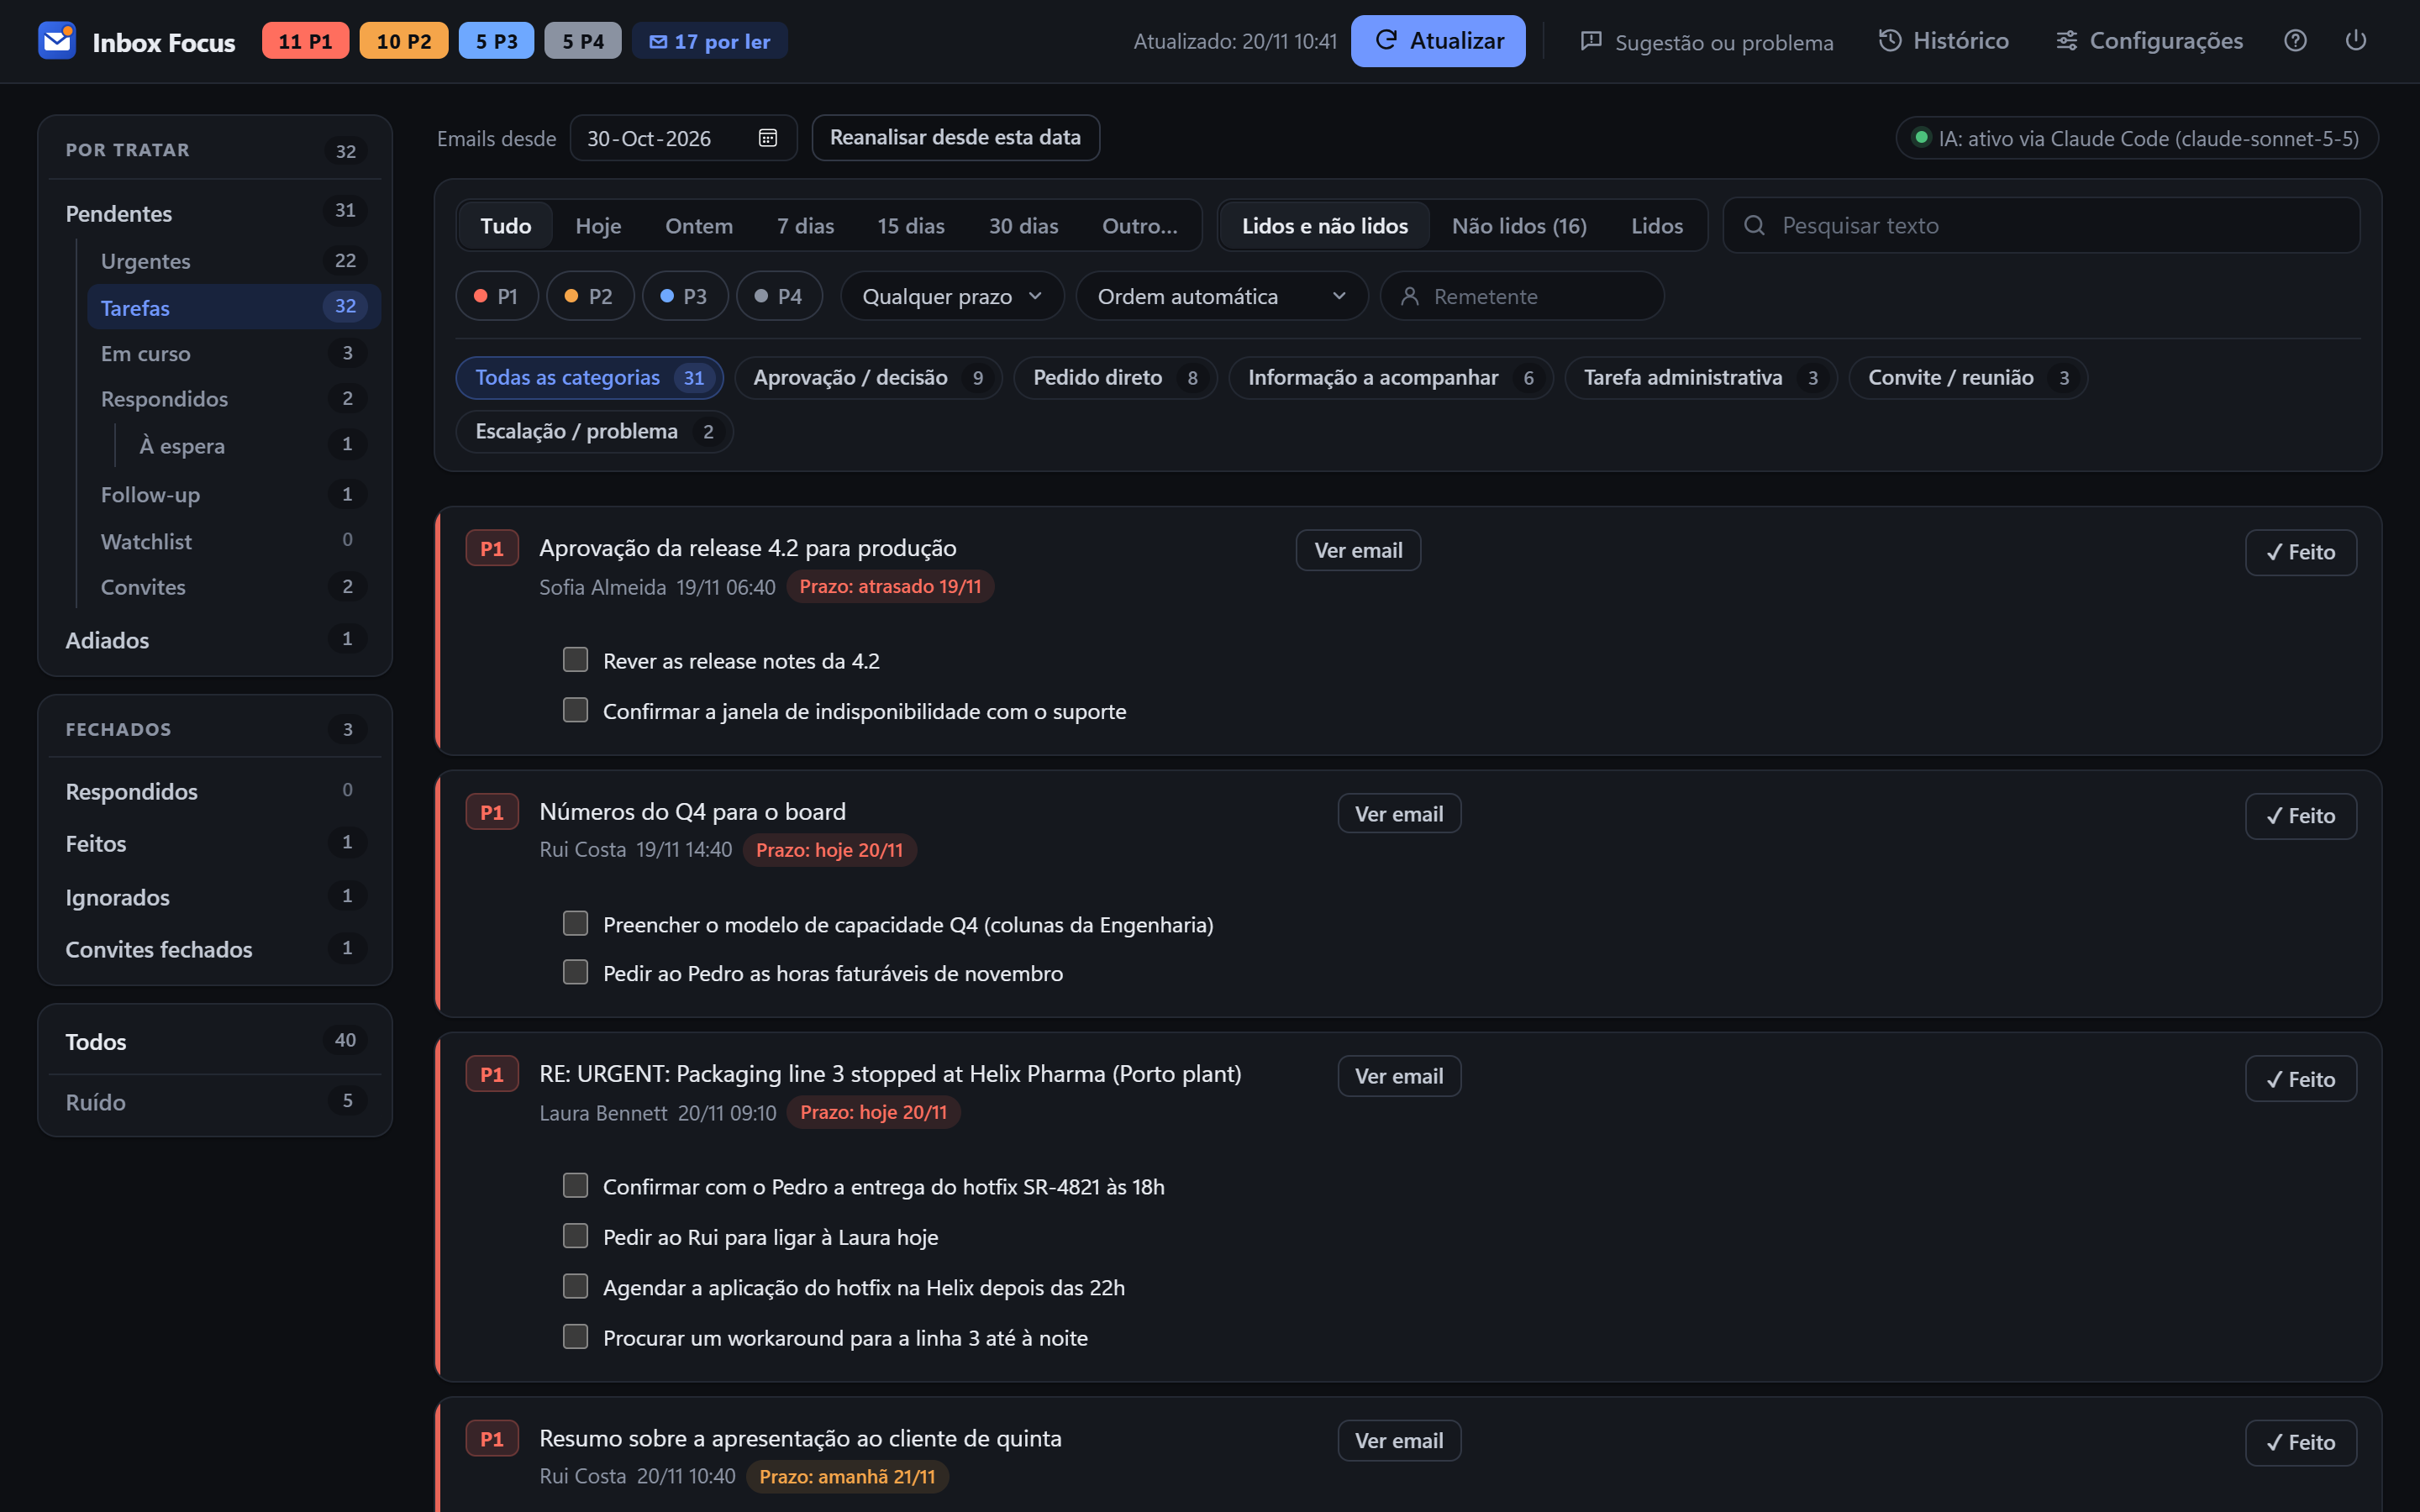 Inbox Focus 11 P1 10 P2 5 P3 5 P4 17 por ler Atualizado: 20/11 10:41 Atualizar Sugestão ou problema Histórico Configurações
POR TRATAR 32
Pendentes 31
Urgentes 22
Tarefas 32
Em curso 3
Respondidos 2
À espera 1
Follow-up 1
Watchlist 0
Convites 2
Adiados 1
FECHADOS 3
Respondidos 0
Feitos 1
Ignorados 1
Convites fechados 1
Todos 40
Ruído 5
Emails desde 30-Oct-2026 Reanalisar desde esta data IA: ativo via Claude Code (claude-sonnet-5-5)
Tudo Hoje Ontem 7 dias 15 dias 30 dias Outro... Lidos e não lidos Não lidos (16) Lidos Pesquisar texto
P1 P2 P3 P4 Qualquer prazo Ordem automática Remetente
Todas as categorias 31 Aprovação / decisão 9 Pedido direto 8 Informação a acompanhar 6 Tarefa administrativa 3 Convite / reunião 3
Escalação / problema 2
P1 Aprovação da release 4.2 para produção Ver email ✓ Feito
Sofia Almeida 19/11 06:40 Prazo: atrasado 19/11
Rever as release notes da 4.2
Confirmar a janela de indisponibilidade com o suporte
P1 Números do Q4 para o board Ver email ✓ Feito
Rui Costa 19/11 14:40 Prazo: hoje 20/11
Preencher o modelo de capacidade Q4 (colunas da Engenharia)
Pedir ao Pedro as horas faturáveis de novembro
P1 RE: URGENT: Packaging line 3 stopped at Helix Pharma (Porto plant) Ver email ✓ Feito
Laura Bennett 20/11 09:10 Prazo: hoje 20/11
Confirmar com o Pedro a entrega do hotfix SR-4821 às 18h
Pedir ao Rui para ligar à Laura hoje
Agendar a aplicação do hotfix na Helix depois das 22h
Procurar um workaround para a linha 3 até à noite
P1 Resumo sobre a apresentação ao cliente de quinta Ver email ✓ Feito
Rui Costa 20/11 10:40 Prazo: amanhã 21/11